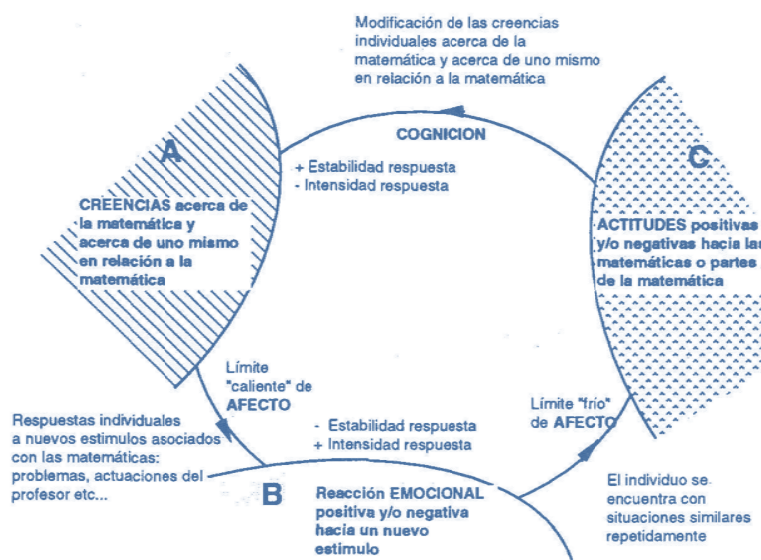 Modificación de las creencias
individuales acerca de la
matemática y acerca de uno mismo
en relación a la matemática
COGNICION
+ Estabilidad respuesta
- Intensidad respuesta
A
CREENCIAS acerca de
la matemática y
acerca de uno mismo
en relación a la
matemática
C
ACTITUDES positivas
y/o negativas hacia las
matemáticas o partes
de la matemática
Límite
"caliente" de
AFECTO
Límite "frío"
de AFECTO
Respuestas individuales
a nuevos estimulos asociados
con las matemáticas:
problemas, actuaciones del
profesor etc...
- Estabilidad respuesta
+ Intensidad respuesta
B
Reacción EMOCIONAL
positiva y/o negativa
hacia un nuevo
estimulo
El individuo se
encuentra con
situaciones similares
repetidamente